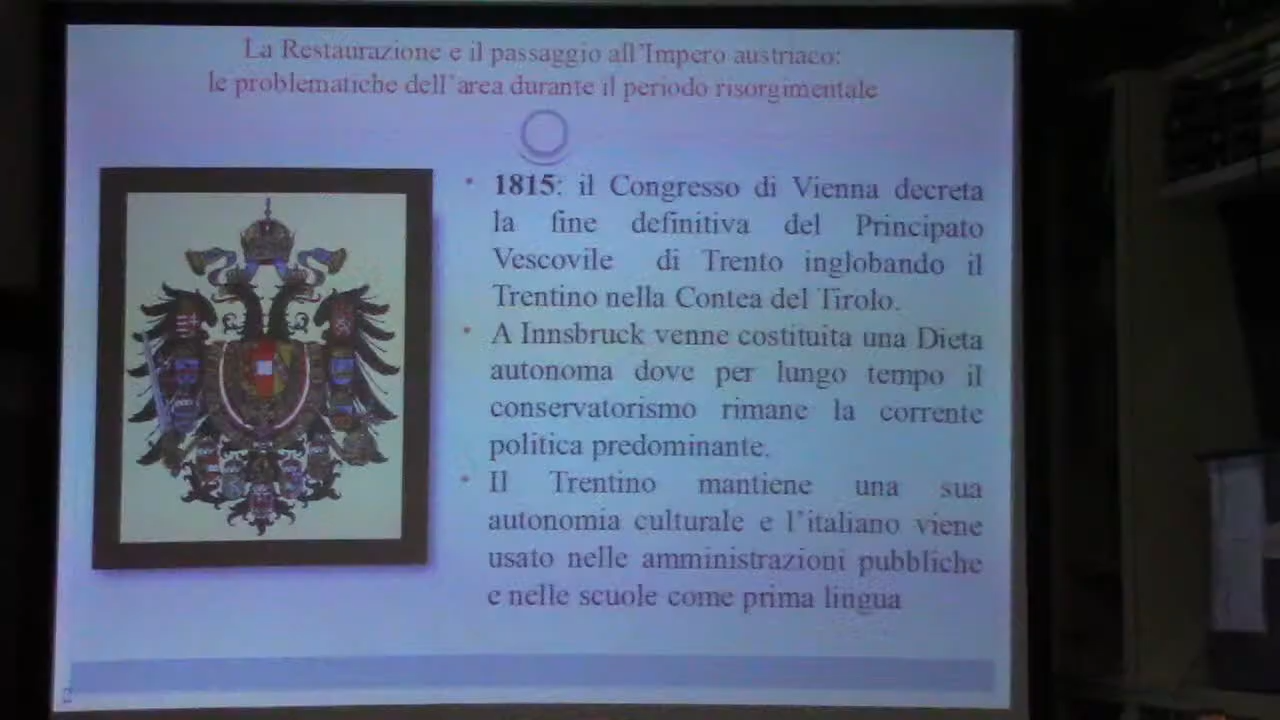 La Restaurazione e il passaggio all'Impero austriaco:
le problematiche dell'area durante il periodo risorgimentale
• 1815: il Congresso di Vienna decreta
la fine definitiva del Principato
Vescovile di Trento inglobando il
Trentino nella Contea del Tirolo.
• A Innsbruck venne costituita una Dieta
autonoma dove per lungo tempo il
conservatorismo rimane la corrente
politica predominante.
• Il Trentino mantiene una sua
autonomia culturale e l'italiano viene
usato nelle amministrazioni pubbliche
e nelle scuole come prima lingua